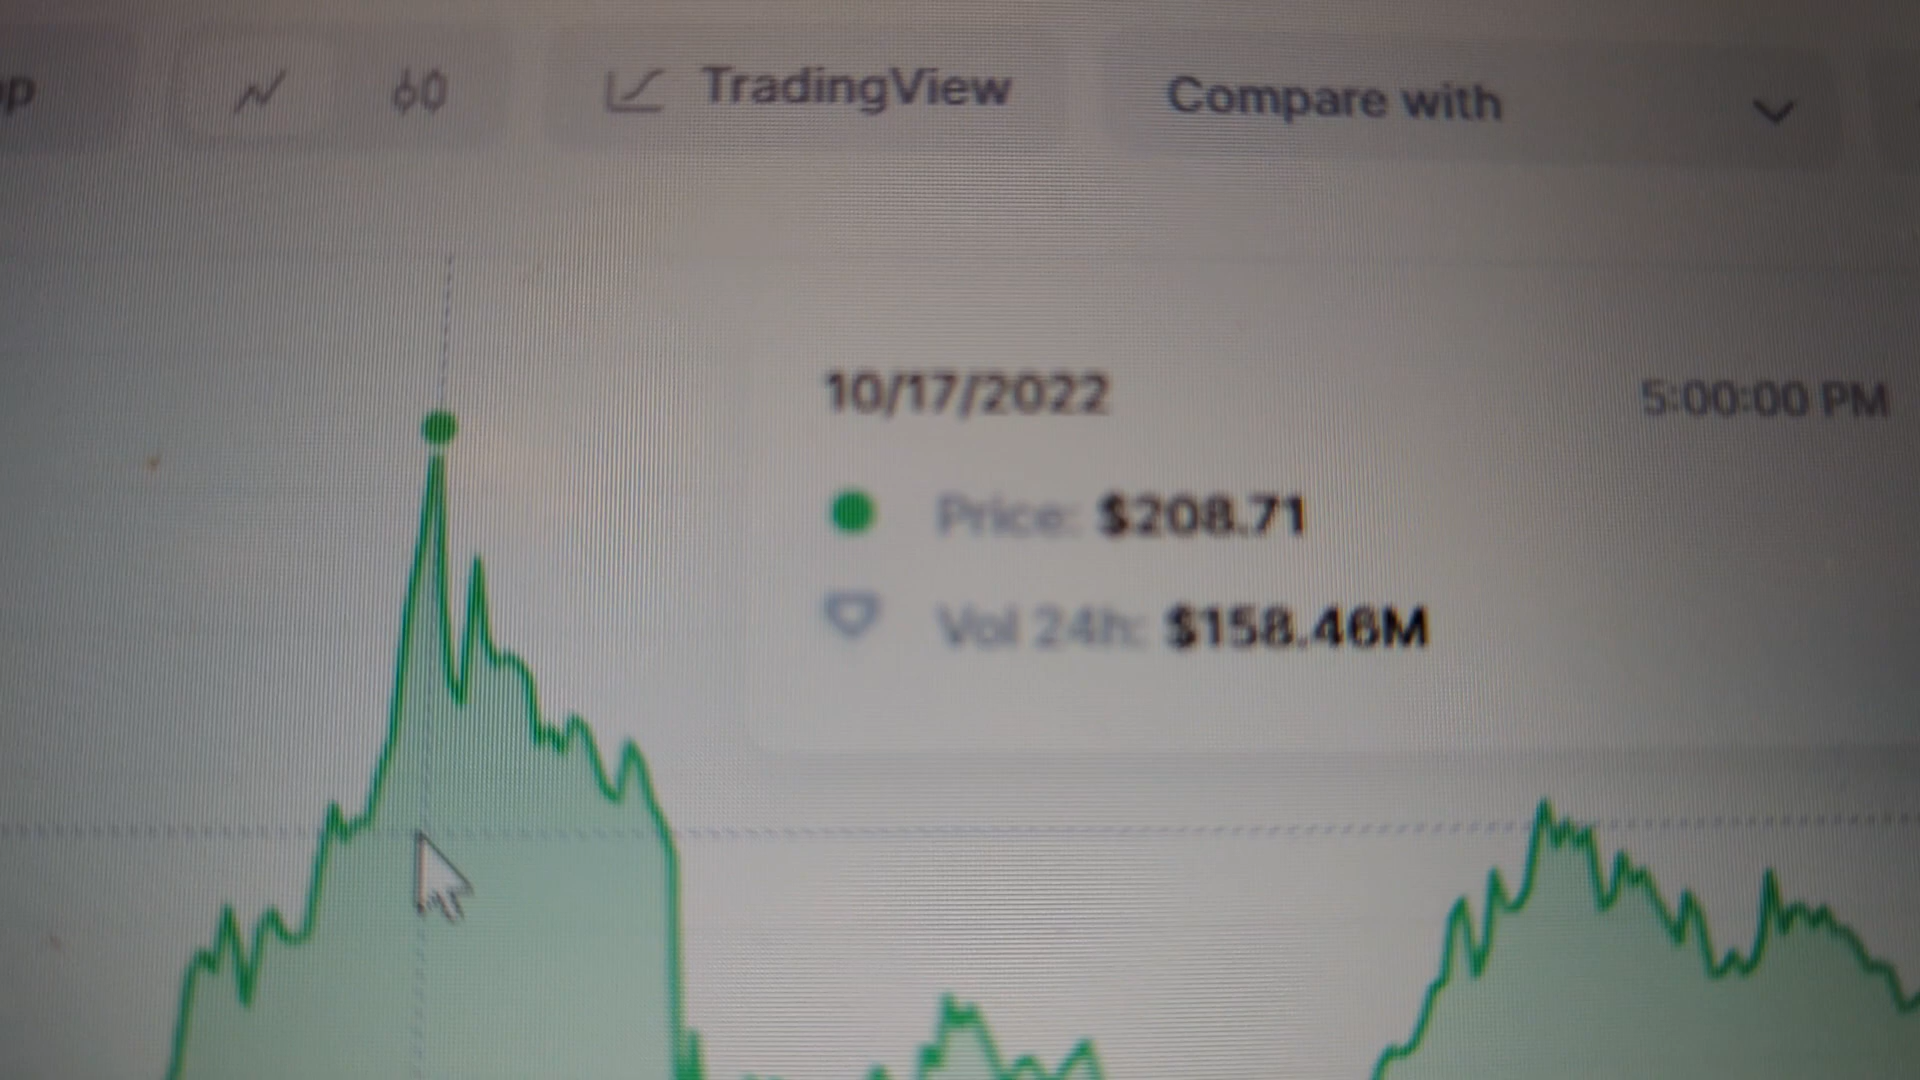 TradingView
Compare with
10/17/2022 5:00:00 PM
Price: $208.71
Vol 24h: $158.46M